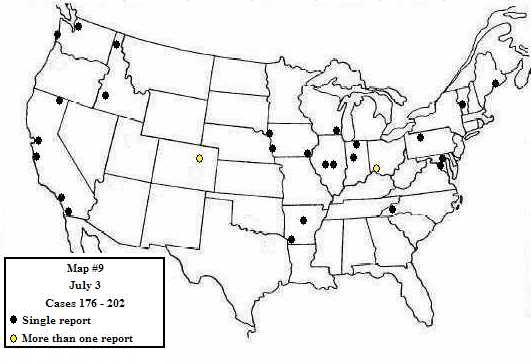 Map #9
July 3
Cases 176 - 202
Single report
More than one report